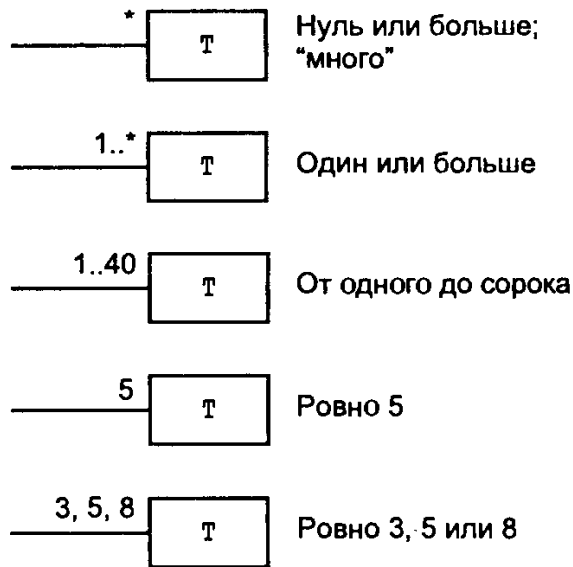 * T Нуль или больше;
“много”
1..* T Один или больше
1..40 T От одного до сорока
5 T Ровно 5
3, 5, 8 T Ровно 3, 5 или 8